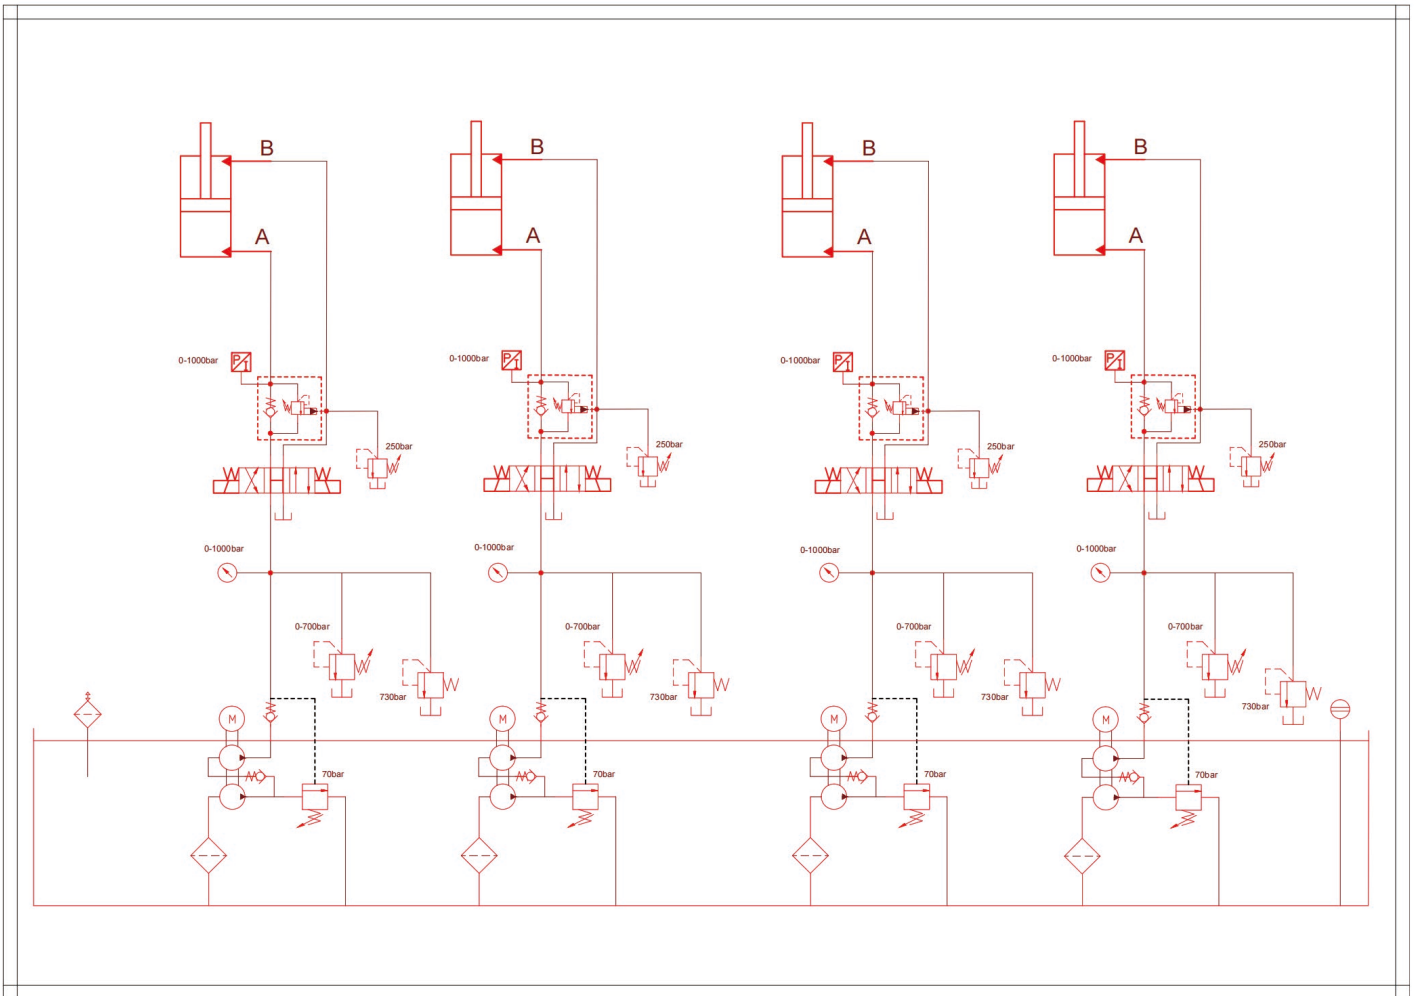 B B B B
A A A A
0-1000bar P I 0-1000bar P I 0-1000bar P I 0-1000bar P I
250bar 250bar 250bar 250bar
0-1000bar 0-1000bar 0-1000bar 0-1000bar
0-700bar 0-700bar 0-700bar 0-700bar
730bar 730bar 730bar 730bar
M M M M
70bar 70bar 70bar 70bar